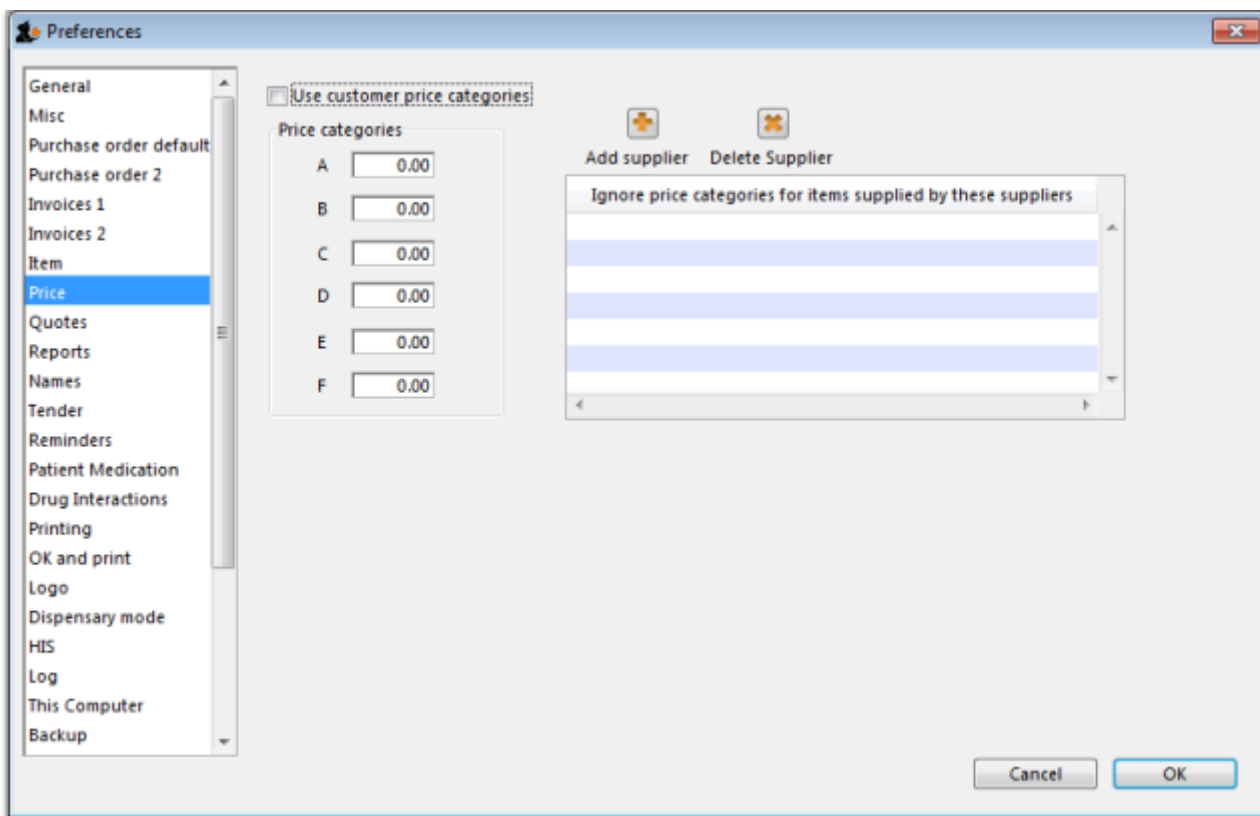 Preferences
General
Misc
Purchase order default
Purchase order 2
Invoices 1
Invoices 2
Item
Price
Quotes
Reports
Names
Tender
Reminders
Patient Medication
Drug Interactions
Printing
OK and print
Logo
Dispensary mode
HIS
Log
This Computer
Backup
Use customer price categories
Price categories
A 0.00
B 0.00
C 0.00
D 0.00
E 0.00
F 0.00
Add supplier Delete Supplier
Ignore price categories for items supplied by these suppliers
Cancel OK